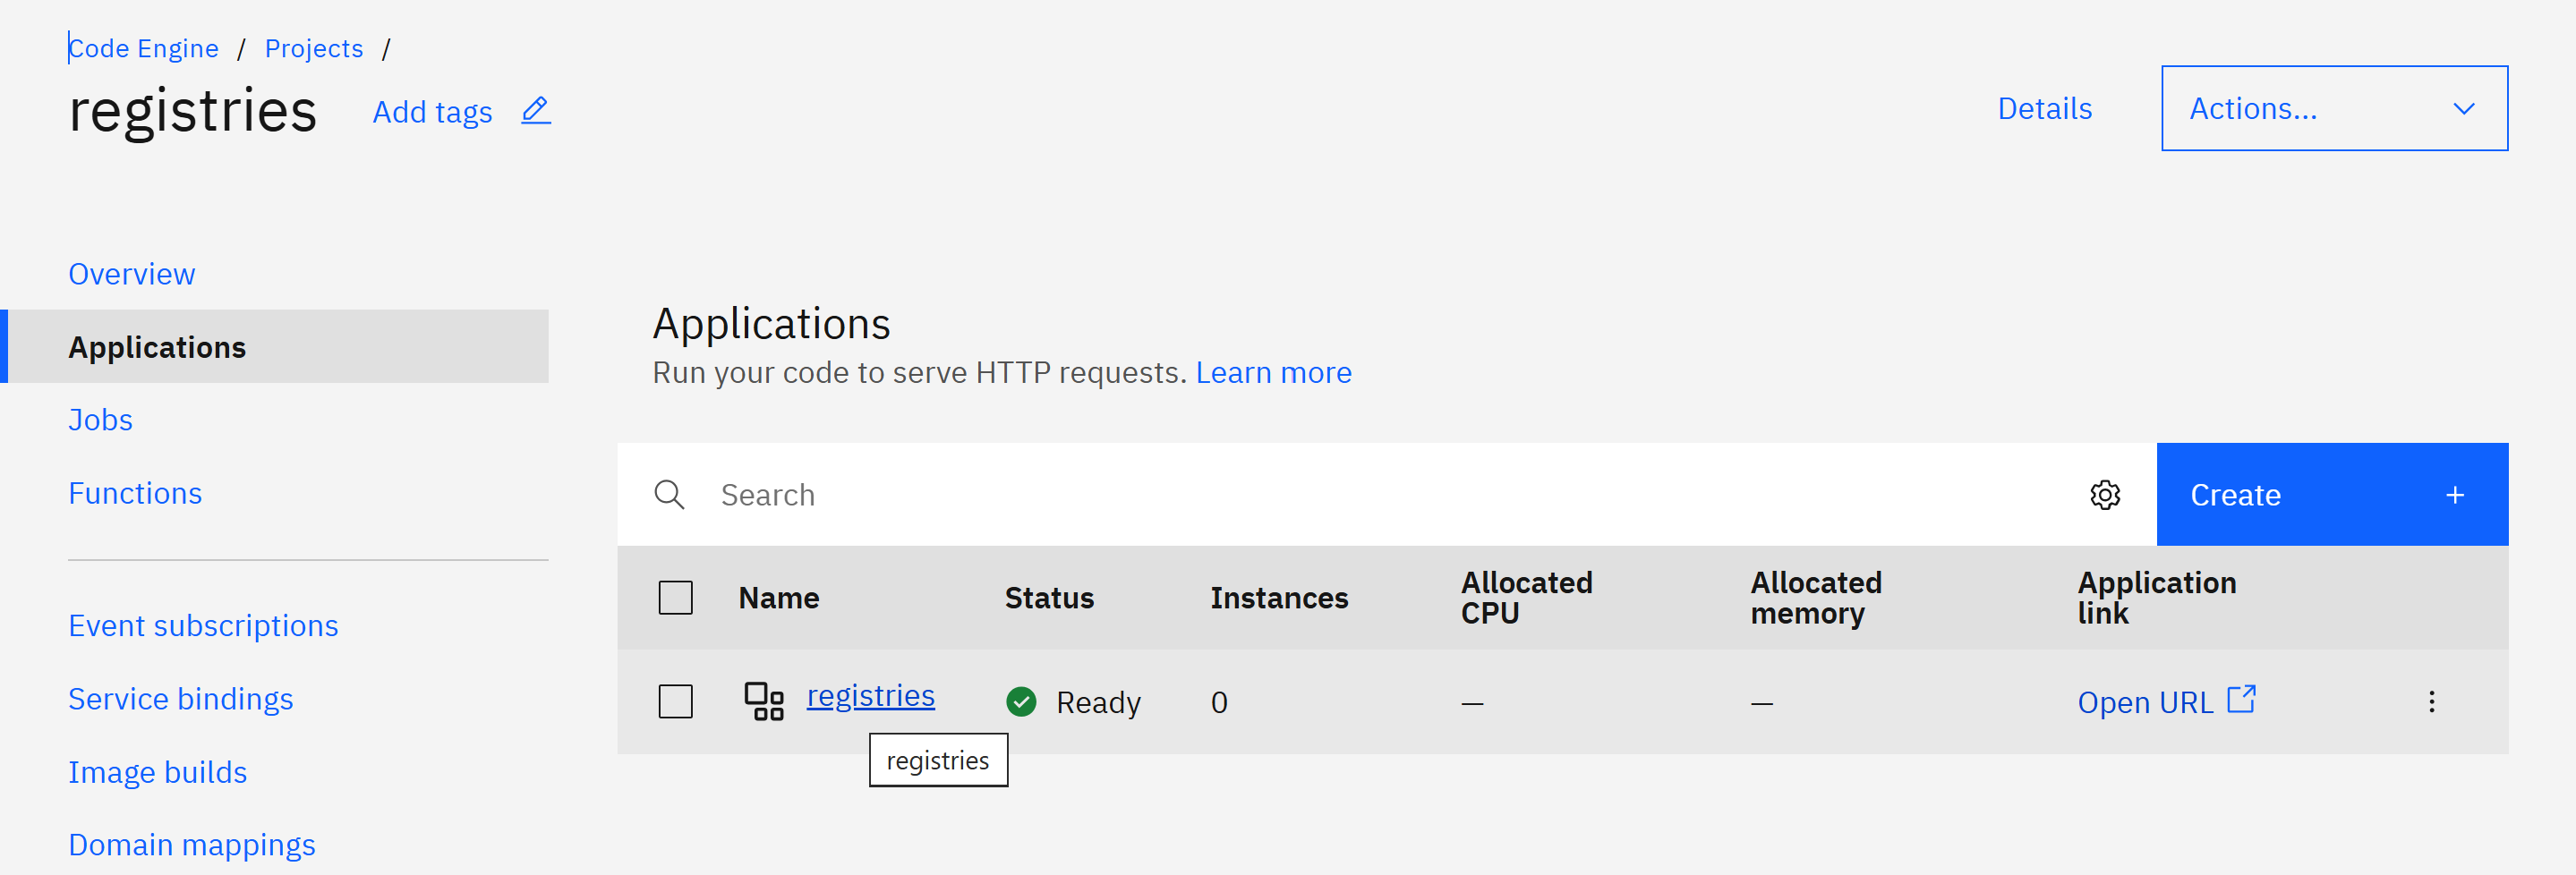 Code Engine / Projects /
registries Add tags
Details Actions...
Overview
Applications
Jobs
Functions
Event subscriptions
Service bindings
Image builds
Domain mappings
Applications
Run your code to serve HTTP requests. Learn more
Search Create +
Name Status Instances Allocated CPU Allocated memory Application link
registries Ready 0 — — Open URL
registries